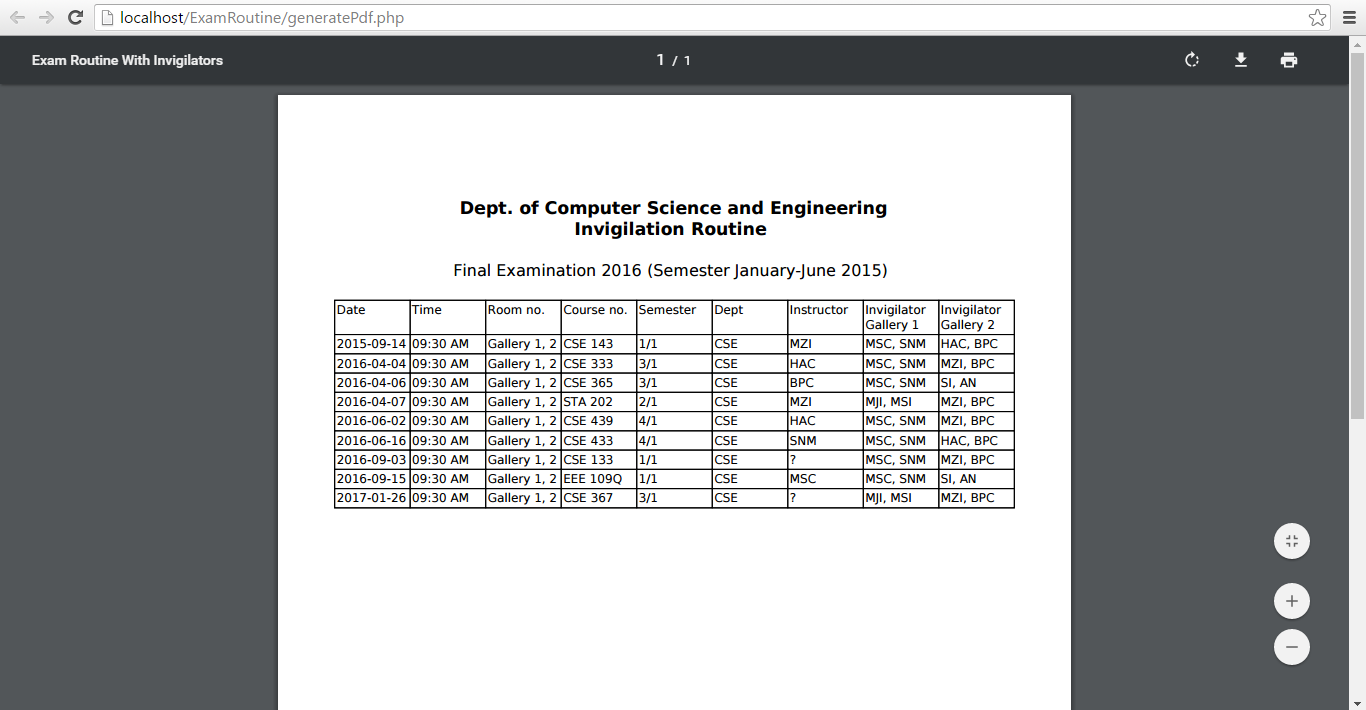 localhost/ExamRoutine/generatePdf.php
Exam Routine With Invigilators 1 / 1
Dept. of Computer Science and Engineering
Invigilation Routine
Final Examination 2016 (Semester January-June 2015)
Date Time Room no. Course no. Semester Dept Instructor Invigilator Gallery 1 Invigilator Gallery 2
2015-09-14 09:30 AM Gallery 1, 2 CSE 143 1/1 CSE MZI MSC, SNM HAC, BPC
2016-04-04 09:30 AM Gallery 1, 2 CSE 333 3/1 CSE HAC MSC, SNM MZI, BPC
2016-04-06 09:30 AM Gallery 1, 2 CSE 365 3/1 CSE BPC MSC, SNM SI, AN
2016-04-07 09:30 AM Gallery 1, 2 STA 202 2/1 CSE MZI MJI, MSI MZI, BPC
2016-06-02 09:30 AM Gallery 1, 2 CSE 439 4/1 CSE HAC MSC, SNM MZI, BPC
2016-06-16 09:30 AM Gallery 1, 2 CSE 433 4/1 CSE SNM MSC, SNM HAC, BPC
2016-09-03 09:30 AM Gallery 1, 2 CSE 133 1/1 CSE ? MSC, SNM MZI, BPC
2016-09-15 09:30 AM Gallery 1, 2 EEE 109Q 1/1 CSE MSC MSC, SNM SI, AN
2017-01-26 09:30 AM Gallery 1, 2 CSE 367 3/1 CSE ? MJI, MSI MZI, BPC